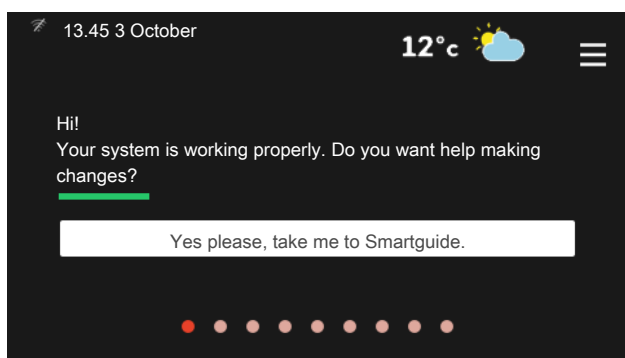 13.45 3 October
12°c
Hi!
Your system is working properly. Do you want help making
changes?
Yes please, take me to Smartguide.